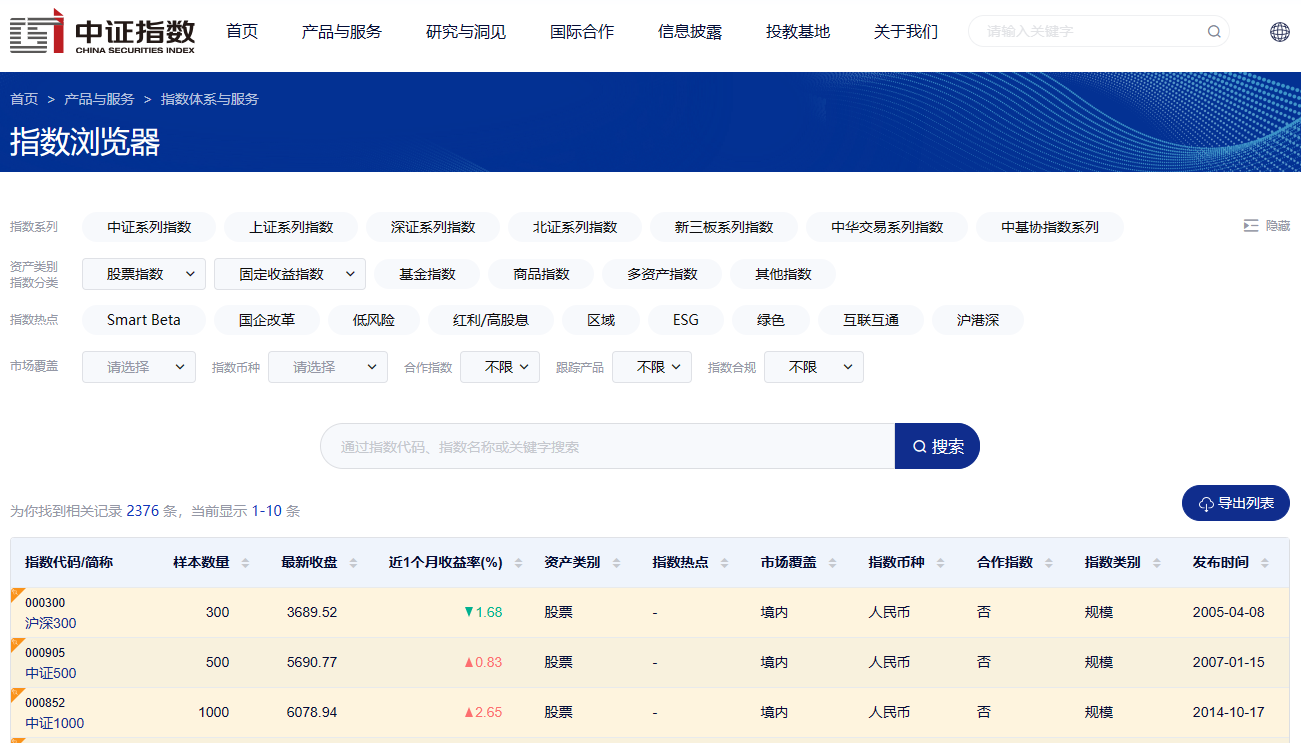 中证指数 首页 产品与服务 研究与洞见 国际合作 信息披露 投教基地 关于我们 请输入关键字
CHINA SECURITIES INDEX
首页 > 产品与服务 > 指数体系与服务
指数浏览器
指数系列 中证系列指数 上证系列指数 深证系列指数 北证系列指数 新三板系列指数 中华交易系列指数 中基协指数系列 隐藏
资产类别
指数分类 股票指数 固定收益指数 基金指数 商品指数 多资产指数 其他指数
指数热点 Smart Beta 国企改革 低风险 红利/高股息 区域 ESG 绿色 互联互通 沪港深
市场覆盖 请选择 指数币种 请选择 合作指数 不限 跟踪产品 不限 指数合规 不限
通过指数代码、指数名称或关键字搜索 搜索
为你找到相关记录 2376 条，当前显示 1-10 条 导出列表
指数代码/简称 样本数量 最新收盘 近1个月收益率(%) 资产类别 指数热点 市场覆盖 指数币种 合作指数 指数类别 发布时间
000300
沪深300 300 3689.52 ▼1.68 股票 - 境内 人民币 否 规模 2005-04-08
000905
中证500 500 5690.77 ▲0.83 股票 - 境内 人民币 否 规模 2007-01-15
000852
中证1000 1000 6078.94 ▲2.65 股票 - 境内 人民币 否 规模 2014-10-17